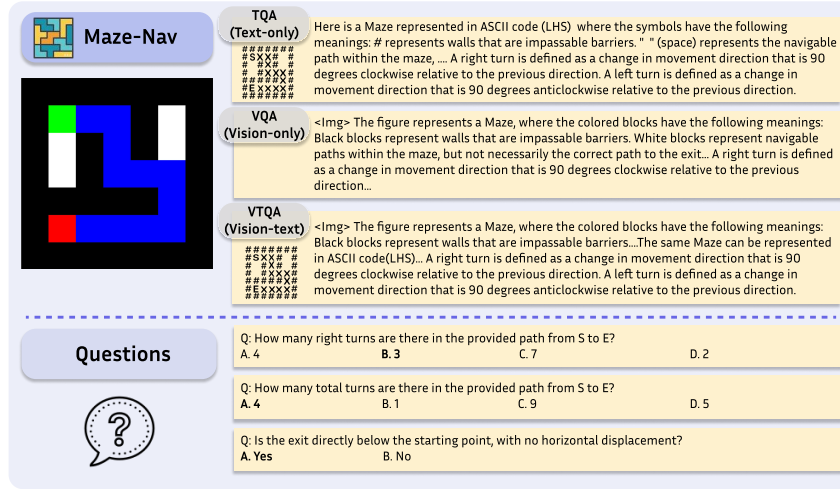 Maze-Nav
TQA
(Text-only)
#######
#SXX# #
# #X# #
# #XXX#
#####X#
#EXXXX#
#######
Here is a Maze represented in ASCII code (LHS) where the symbols have the following
meanings: # represents walls that are impassable barriers. " " (space) represents the navigable
path within the maze, .... A right turn is defined as a change in movement direction that is 90
degrees clockwise relative to the previous direction. A left turn is defined as a change in
movement direction that is 90 degrees anticlockwise relative to the previous direction.
VQA
(Vision-only)
<Img> The figure represents a Maze, where the colored blocks have the following meanings:
Black blocks represent walls that are impassable barriers. White blocks represent navigable
paths within the maze, but not necessarily the correct path to the exit... A right turn is defined
as a change in movement direction that is 90 degrees clockwise relative to the previous
direction...
VTQA
(Vision-text)
#######
#SXX# #
# #X# #
# #XXX#
#####X#
#EXXXX#
#######
<Img> The figure represents a Maze, where the colored blocks have the following meanings:
Black blocks represent walls that are impassable barriers....The same Maze can be represented
in ASCII code(LHS)... A right turn is defined as a change in movement direction that is 90
degrees clockwise relative to the previous direction. A left turn is defined as a change in
movement direction that is 90 degrees anticlockwise relative to the previous direction.
Questions
?
Q: How many right turns are there in the provided path from S to E?
A. 4 B. 3 C. 7 D. 2
Q: How many total turns are there in the provided path from S to E?
A. 4 B. 1 C. 9 D. 5
Q: Is the exit directly below the starting point, with no horizontal displacement?
A. Yes B. No